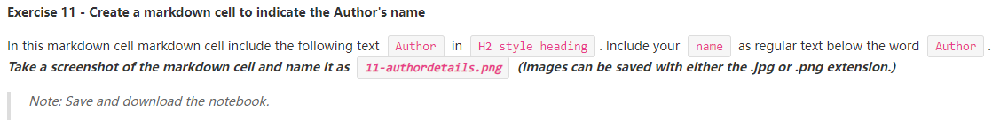 Exercise 11 - Create a markdown cell to indicate the Author's name
In this markdown cell markdown cell include the following text Author in H2 style heading . Include your name as regular text below the word Author .
Take a screenshot of the markdown cell and name it as 11-authordetails.png (Images can be saved with either the .jpg or .png extension.)
Note: Save and download the notebook.